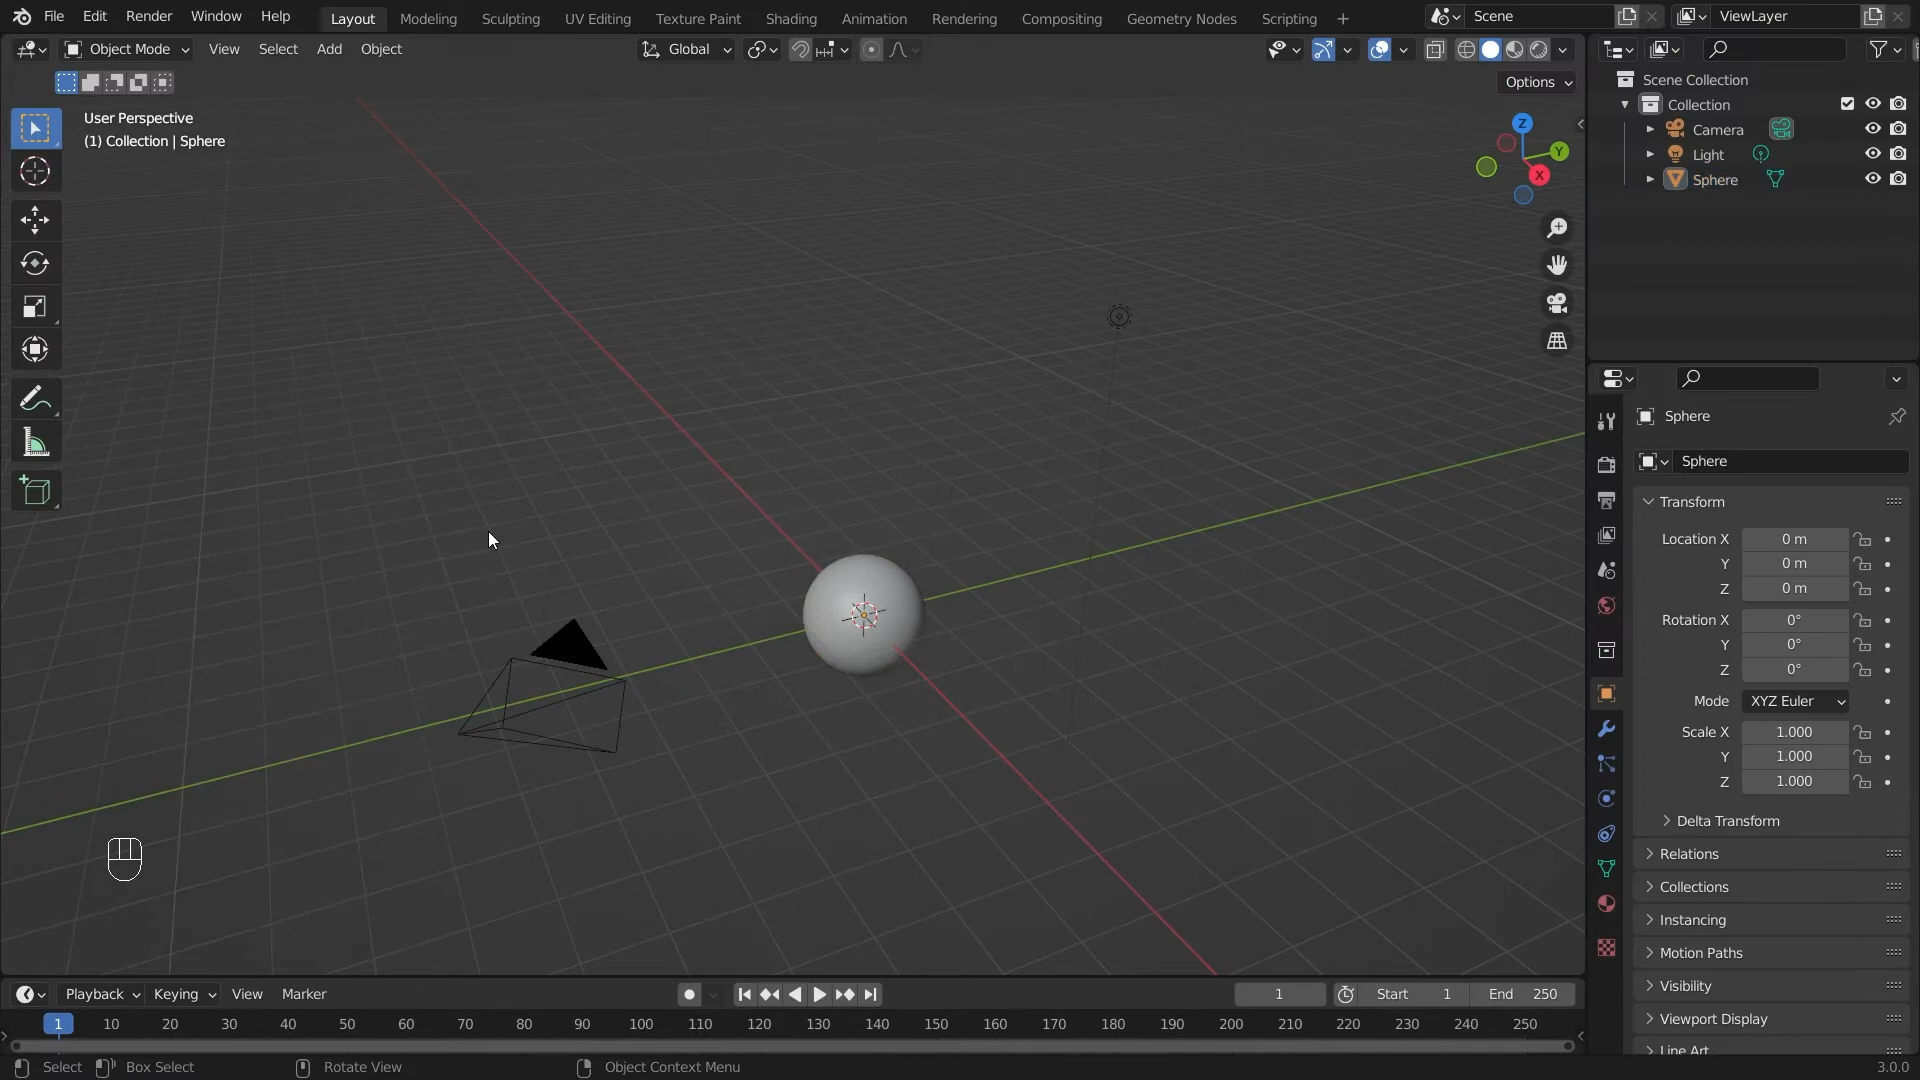 File Edit Render Window Help Layout Modeling Sculpting UV Editing Texture Paint Shading Animation Rendering Compositing Geometry Nodes Scripting + Scene ViewLayer
Object Mode View Select Add Object Global
Options
User Perspective
(1) Collection | Sphere
Z
Y
X
Scene Collection
Collection
Camera
Light
Sphere
Sphere
Sphere
Transform
Location X 0 m
Y 0 m
Z 0 m
Rotation X 0°
Y 0°
Z 0°
Mode XYZ Euler
Scale X 1.000
Y 1.000
Z 1.000
Delta Transform
Relations
Collections
Instancing
Motion Paths
Visibility
Viewport Display
Line Art
Playback Keying View Marker 1 Start 1 End 250
1 10 20 30 40 50 60 70 80 90 100 110 120 130 140 150 160 170 180 190 200 210 220 230 240 250
Select Box Select Rotate View Object Context Menu 3.0.0